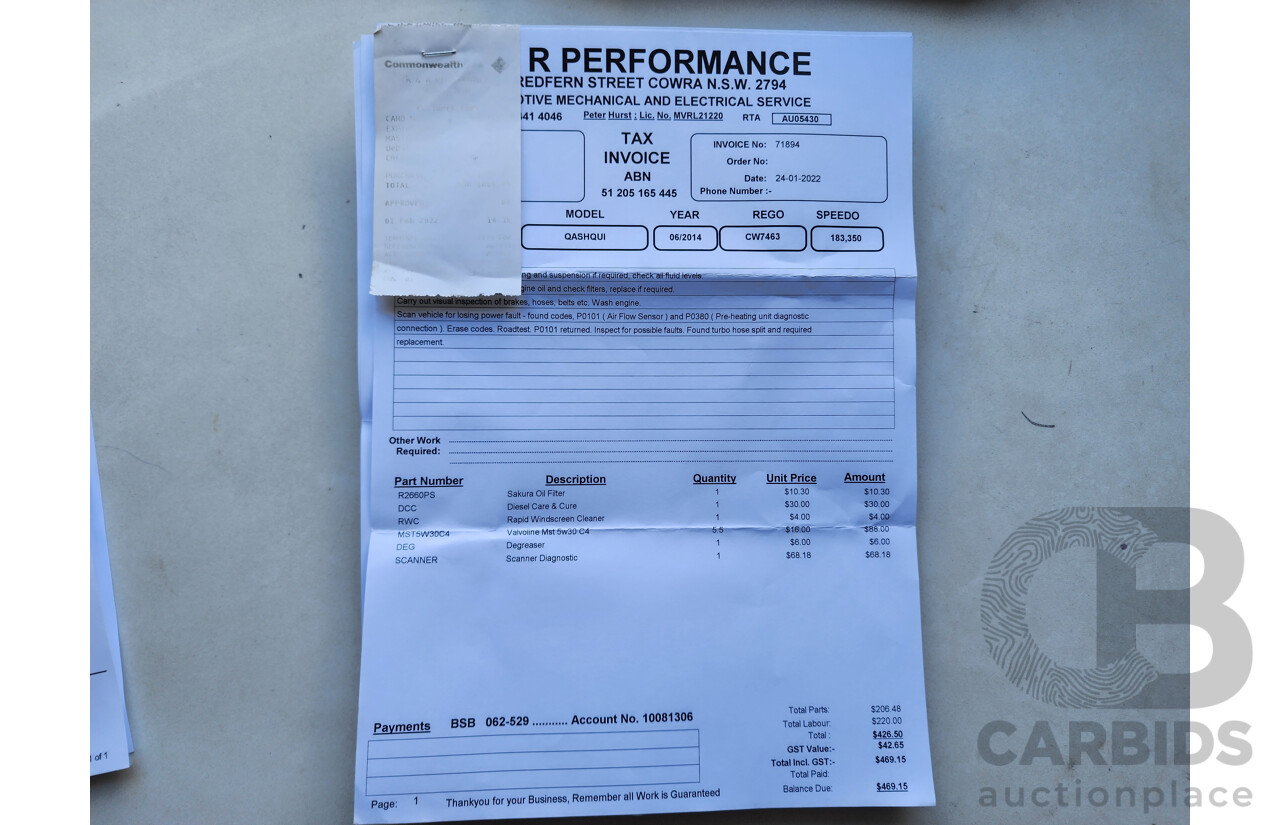 Commonwealth
R PERFORMANCE
REDFERN STREET COWRA N.S.W. 2794
OTIVE MECHANICAL AND ELECTRICAL SERVICE
341 4046 Peter Hurst : Lic. No. MVRL21220 RTA AU05430
TAX
INVOICE
ABN
51 205 165 445
INVOICE No: 71894
Order No:
Date: 24-01-2022
Phone Number :-
MODEL YEAR REGO SPEEDO
QASHQUI 06/2014 CW7463 183,350
TOTAL
ng and suspension if required, check all fluid levels.
gine oil and check filters, replace if required.
Carry out visual inspection of brakes, hoses, belts etc. Wash engine.
Scan vehicle for losing power fault - found codes, P0101 ( Air Flow Sensor ) and P0380 ( Pre-heating unit diagnostic
connection ). Erase codes. Roadtest. P0101 returned. Inspect for possible faults. Found turbo hose split and required
replacement.
Other Work
Required:
Part Number Description Quantity Unit Price Amount
R2660PS Sakura Oil Filter 1 $10.30 $10.30
DCC Diesel Care & Cure 1 $30.00 $30.00
RWC Rapid Windscreen Cleaner 1 $4.00 $4.00
MST5W30C4 Valvoline Mst 5w30 C4 5.5 $16.00 $88.00
DEG Degreaser 1 $6.00 $6.00
SCANNER Scanner Diagnostic 1 $68.18 $68.18
Total Parts: $206.48
Total Labour: $220.00
Total : $426.50
GST Value:- $42.65
Total Incl. GST:- $469.15
Total Paid:
Balance Due: $469.15
Payments BSB 062-529 ........... Account No. 10081306
Page: 1 Thankyou for your Business, Remember all Work is Guaranteed
of 1
CB
CARBIDS
auctionplace